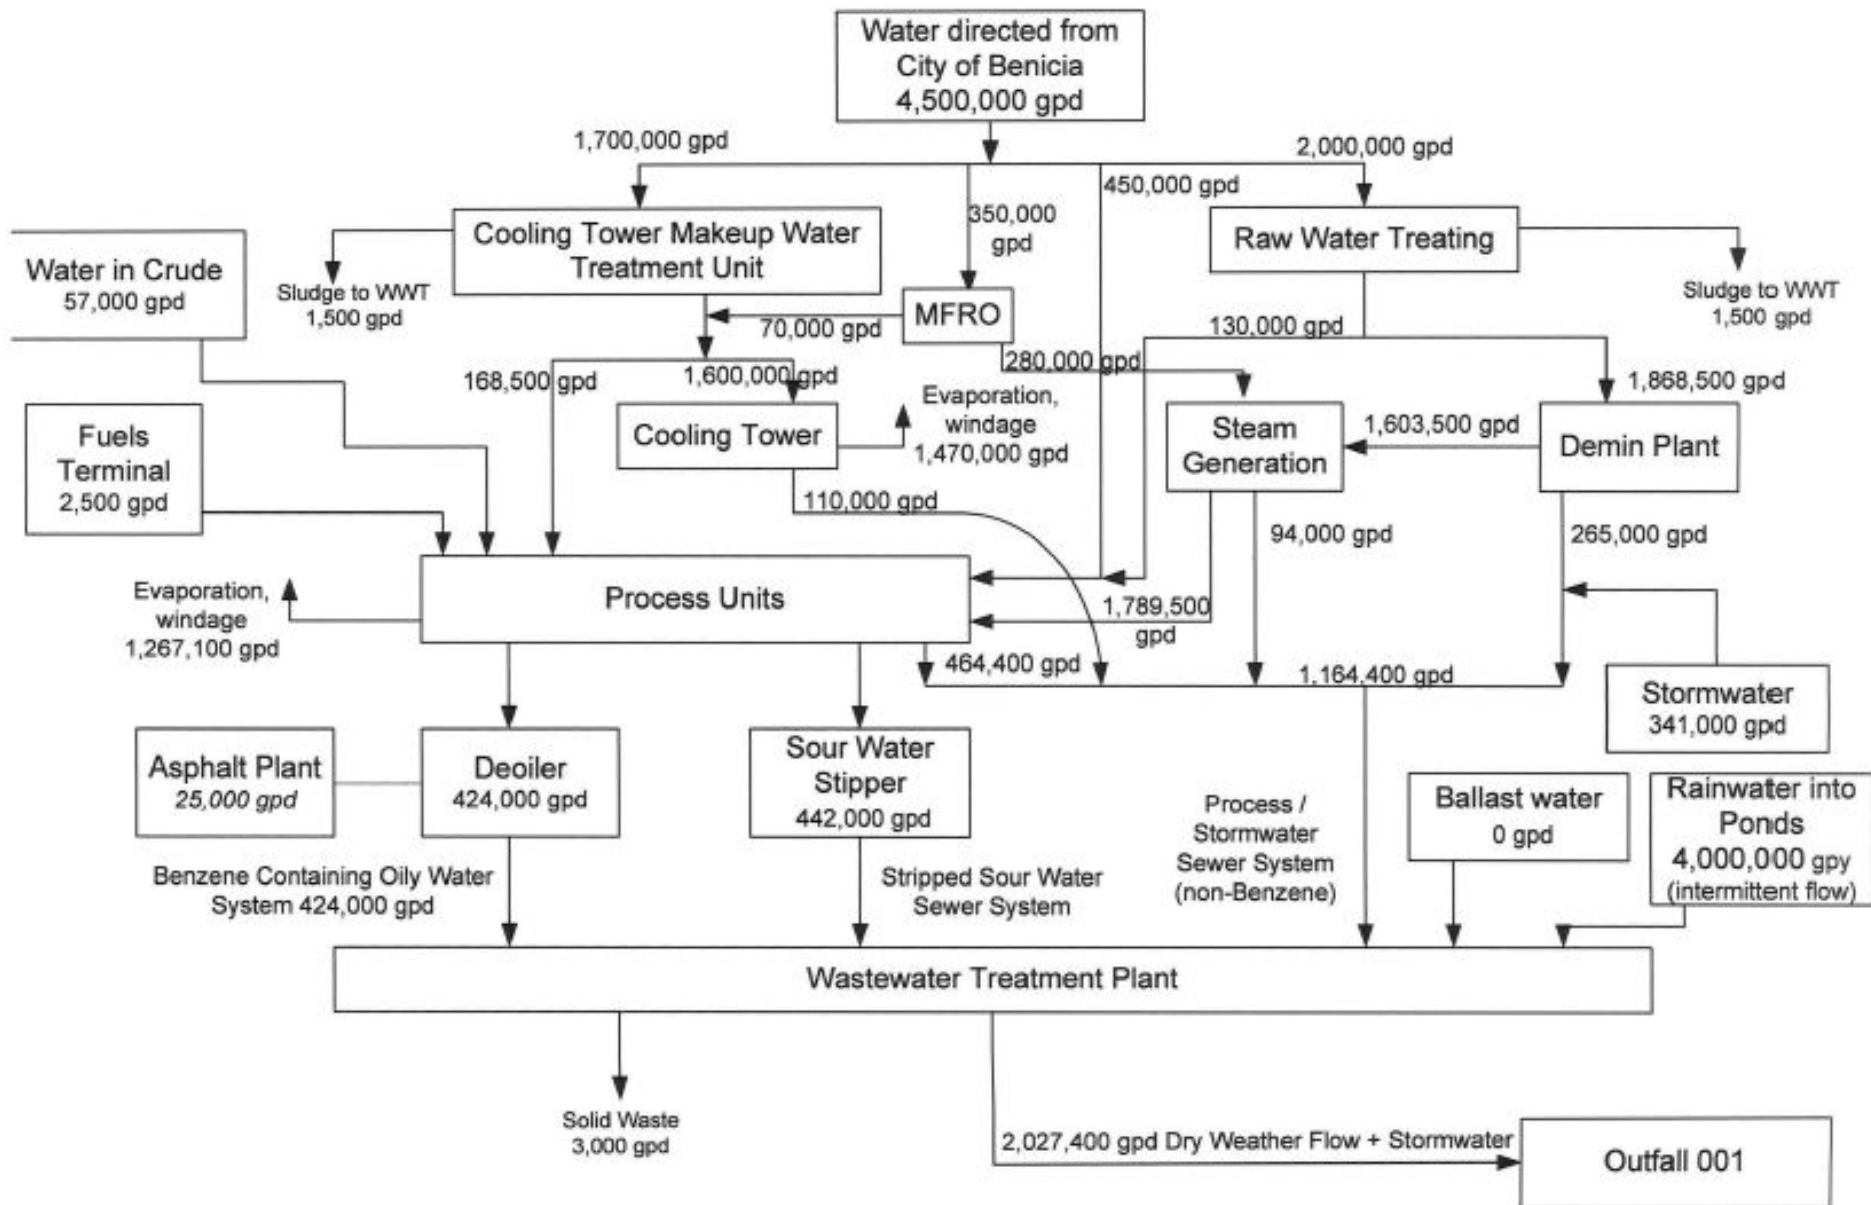 Water directed from
City of Benicia
4,500,000 gpd
1,700,000 gpd
2,000,000 gpd
450,000 gpd
350,000
gpd
Cooling Tower Makeup Water
Treatment Unit
Raw Water Treating
Water in Crude
57,000 gpd
Sludge to WWT
1,500 gpd
MFRO
70,000 gpd
Sludge to WWT
1,500 gpd
130,000 gpd
280,000 gpd
168,500 gpd
1,600,000 gpd
1,868,500 gpd
Fuels
Terminal
2,500 gpd
Cooling Tower
Evaporation,
windage
1,470,000 gpd
Steam
Generation
1,603,500 gpd
Demin Plant
110,000 gpd
94,000 gpd
265,000 gpd
Evaporation,
windage
1,267,100 gpd
Process Units
1,789,500
gpd
464,400 gpd
1,164,400 gpd
Stormwater
341,000 gpd
Asphalt Plant
25,000 gpd
Deoiler
424,000 gpd
Sour Water
Stipper
442,000 gpd
Process /
Stormwater
Sewer System
(non-Benzene)
Ballast water
0 gpd
Rainwater into
Ponds
4,000,000 gpy
(intermittent flow)
Benzene Containing Oily Water
System 424,000 gpd
Stripped Sour Water
Sewer System
Wastewater Treatment Plant
Solid Waste
3,000 gpd
2,027,400 gpd Dry Weather Flow + Stormwater
Outfall 001